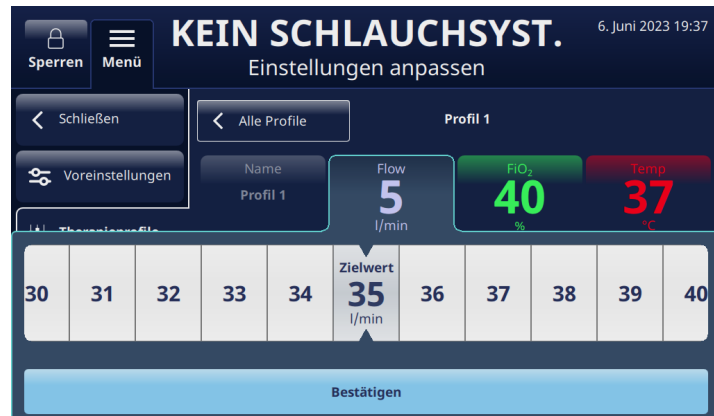 KEIN SCHLAUCHSYST.
6. Juni 2023 19:37
Sperren
Menü
Einstellungen anpassen
Schließen
Alle Profile
Profil 1
Voreinstellungen
Name
Profil 1
Flow
5
l/min
FiO₂
40
%
Temp
37
°C
Therapieprofile
30 31 32 33 34 Zielwert 35 l/min 36 37 38 39 40
Bestätigen